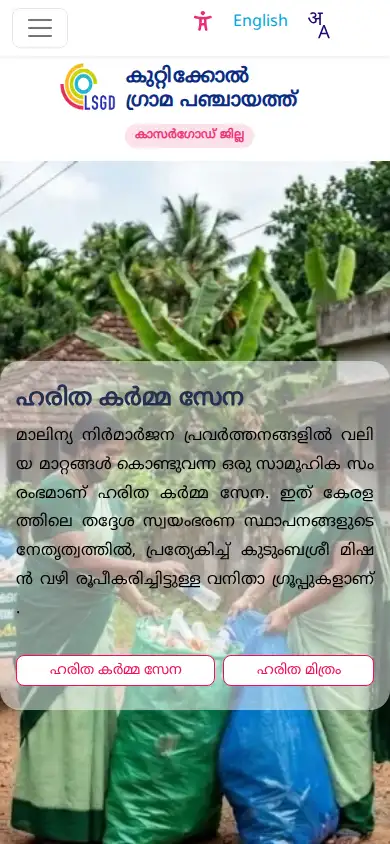 English
अ
A
LSGD
കുറ്റിക്കോൽ
ഗ്രാമ പഞ്ചായത്ത്
കാസർഗോഡ് ജില്ല
ഹരിത കർമ്മ സേന
മാലിന്യ നിർമാർജന പ്രവർത്തനങ്ങളിൽ വലി
യ മാറ്റങ്ങൾ കൊണ്ടുവന്ന ഒരു സാമൂഹിക സം
രംഭമാണ് ഹരിത കർമ്മ സേന. ഇത് കേരള
ത്തിലെ തദ്ദേശ സ്വയംഭരണ സ്ഥാപനങ്ങളുടെ
നേതൃത്വത്തിൽ, പ്രത്യേകിച്ച് കുടുംബശ്രീ മിഷ
ൻ വഴി രൂപീകരിച്ചിട്ടുള്ള വനിതാ ഗ്രൂപ്പുകളാണ്
.
ഹരിത കർമ്മ സേന
ഹരിത മിത്രം